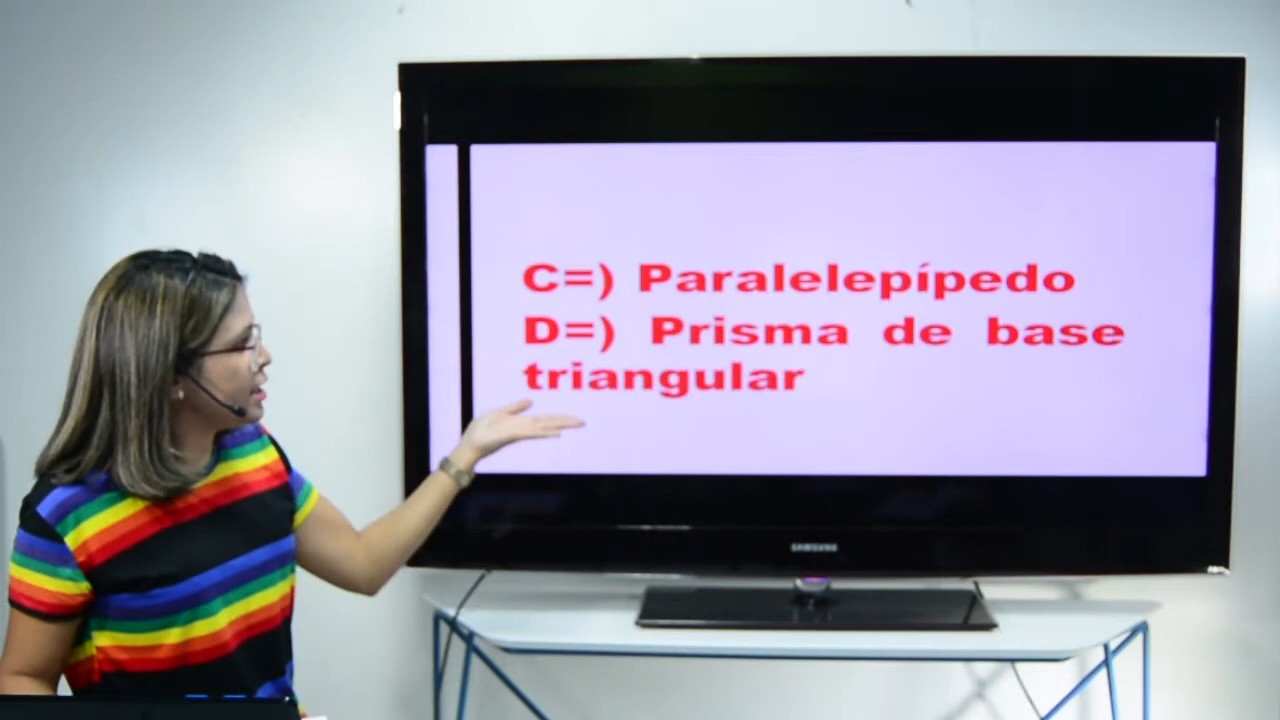 C=) Paralelepípedo
D=) Prisma de base
triangular
SAMSUNG